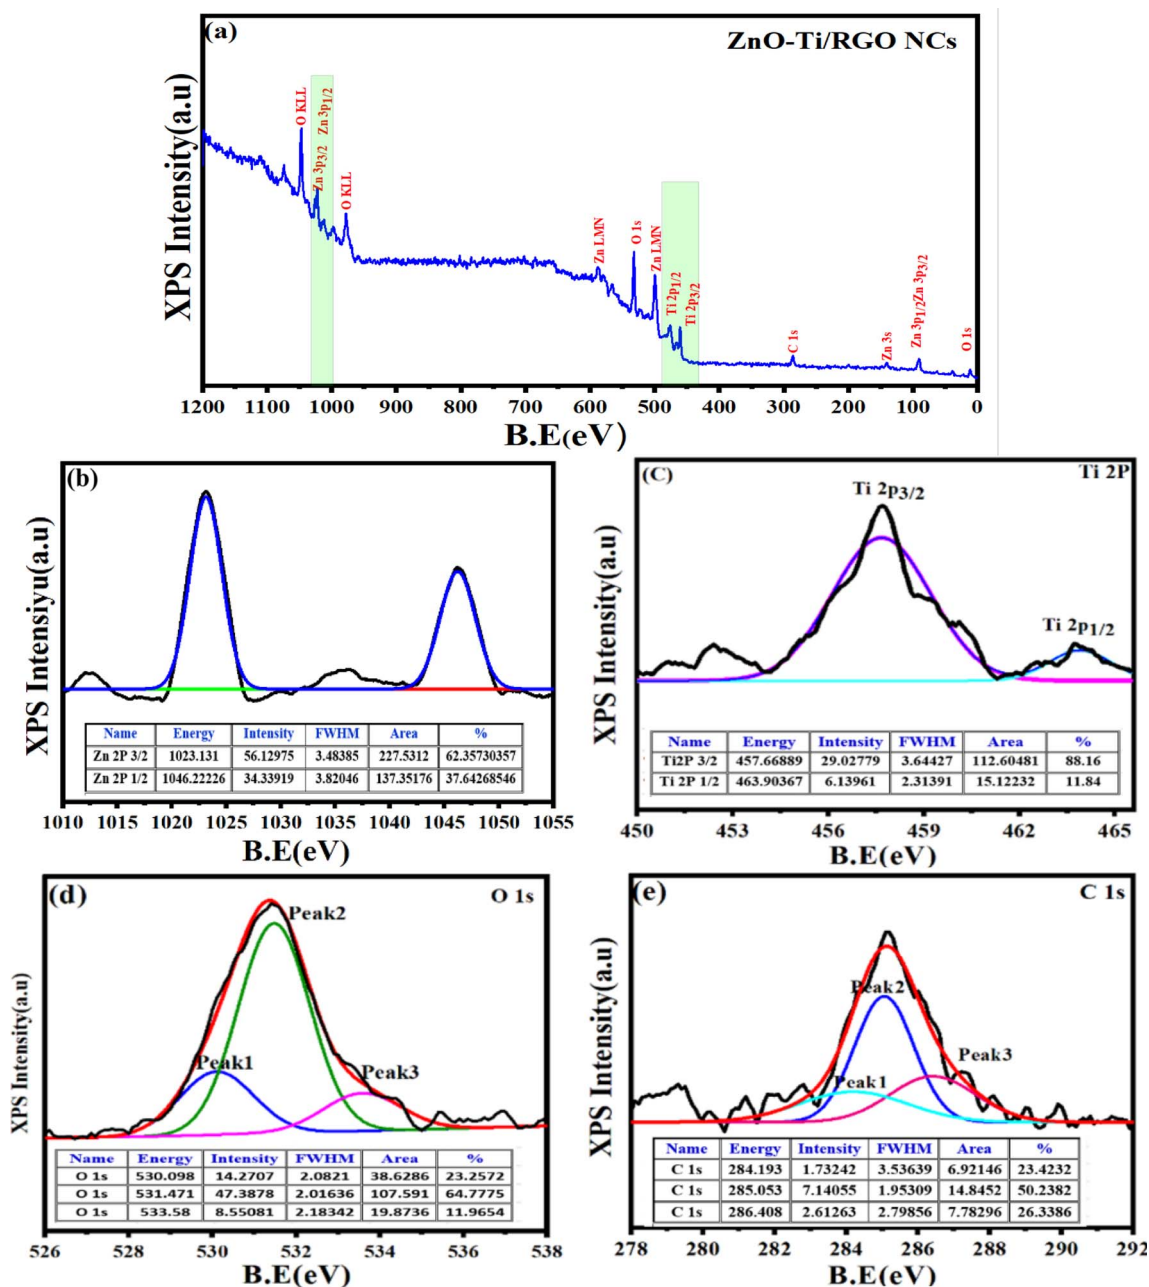 (a)
ZnO-Ti/RGO NCs
XPS Intensity(a.u)
O KLL
Zn 3p3/2
Zn 3p1/2
O KLL
Zn LMN
O 1s
Zn LMN
Ti 2p1/2
Ti 2p3/2
C 1s
Zn 3s
Zn 3p1/2
Zn 3p3/2
O 1s
1200 1100 1000 900 800 700 600 500 400 300 200 100 0
B.E(eV)
(b)
XPS Intensiyu(a.u)
Name Energy Intensity FWHM Area %
Zn 2P 3/2 1023.131 56.12975 3.48385 227.5312 62.35730357
Zn 2P 1/2 1046.22226 34.33919 3.82046 137.35176 37.64268546
1010 1015 1020 1025 1030 1035 1040 1045 1050 1055
B.E(eV)
(C)
Ti 2P
XPS Intensity(a.u)
Ti 2p3/2
Ti 2p1/2
Name Energy Intensity FWHM Area %
Ti2P 3/2 457.66889 29.02779 3.64427 112.60481 88.16
Ti 2P 1/2 463.90367 6.13961 2.31391 15.12232 11.84
450 453 456 459 462 465
B.E(eV)
(d)
O 1s
XPS Intensity(a.u)
Peak2
Peak1
Peak3
Name Energy Intensity FWHM Area %
O 1s 530.098 14.2707 2.0821 38.6286 23.2572
O 1s 531.471 47.3878 2.01636 107.591 64.7775
O 1s 533.58 8.55081 2.18342 19.8736 11.9654
526 528 530 532 534 536 538
B.E(eV)
(e)
C 1s
XPS Intensity(a.u)
Peak2
Peak3
Peak1
Name Energy Intensity FWHM Area %
C 1s 284.193 1.73242 3.53639 6.92146 23.4232
C 1s 285.053 7.14055 1.95309 14.8452 50.2382
C 1s 286.408 2.61263 2.79856 7.78296 26.3386
278 280 282 284 286 288 290 292
B.E(eV)